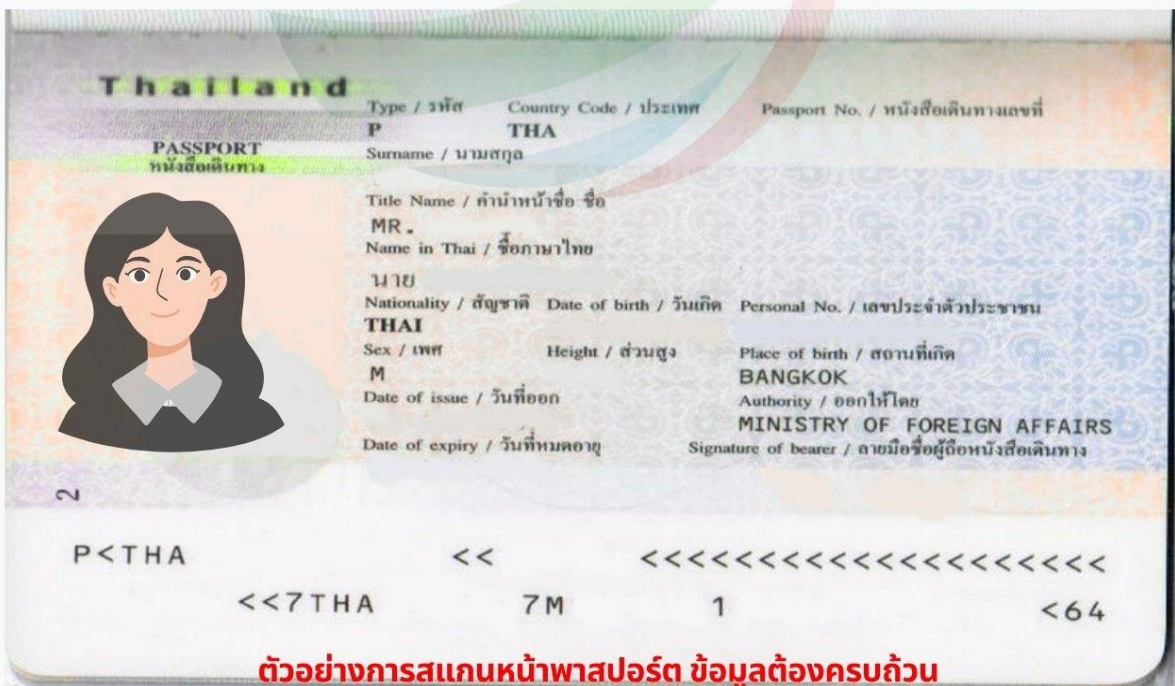 Thailand
PASSPORT
หนังสือเดินทาง
Type / รหัส Country Code / ประเทศ Passport No. / หนังสือเดินทางเลขที่
P THA
Surname / นามสกุล
Title Name / คำนำหน้าชื่อ ชื่อ
MR.
Name in Thai / ชื่อภาษาไทย
นาย
Nationality / สัญชาติ Date of birth / วันเกิด Personal No. / เลขประจำตัวประชาชน
THAI
Sex / เพศ Height / ส่วนสูง Place of birth / สถานที่เกิด
M BANGKOK
Date of issue / วันที่ออก Authority / ออกให้โดย
MINISTRY OF FOREIGN AFFAIRS
Date of expiry / วันที่หมดอายุ Signature of bearer / ลายมือชื่อผู้ถือหนังสือเดินทาง
2
P<THA << <<<<<<<<<<<<<<<<<<<<<
<<7THA 7M 1 <64
ตัวอย่างการสแกนหน้าพาสปอร์ต ข้อมูลต้องครบถ้วน